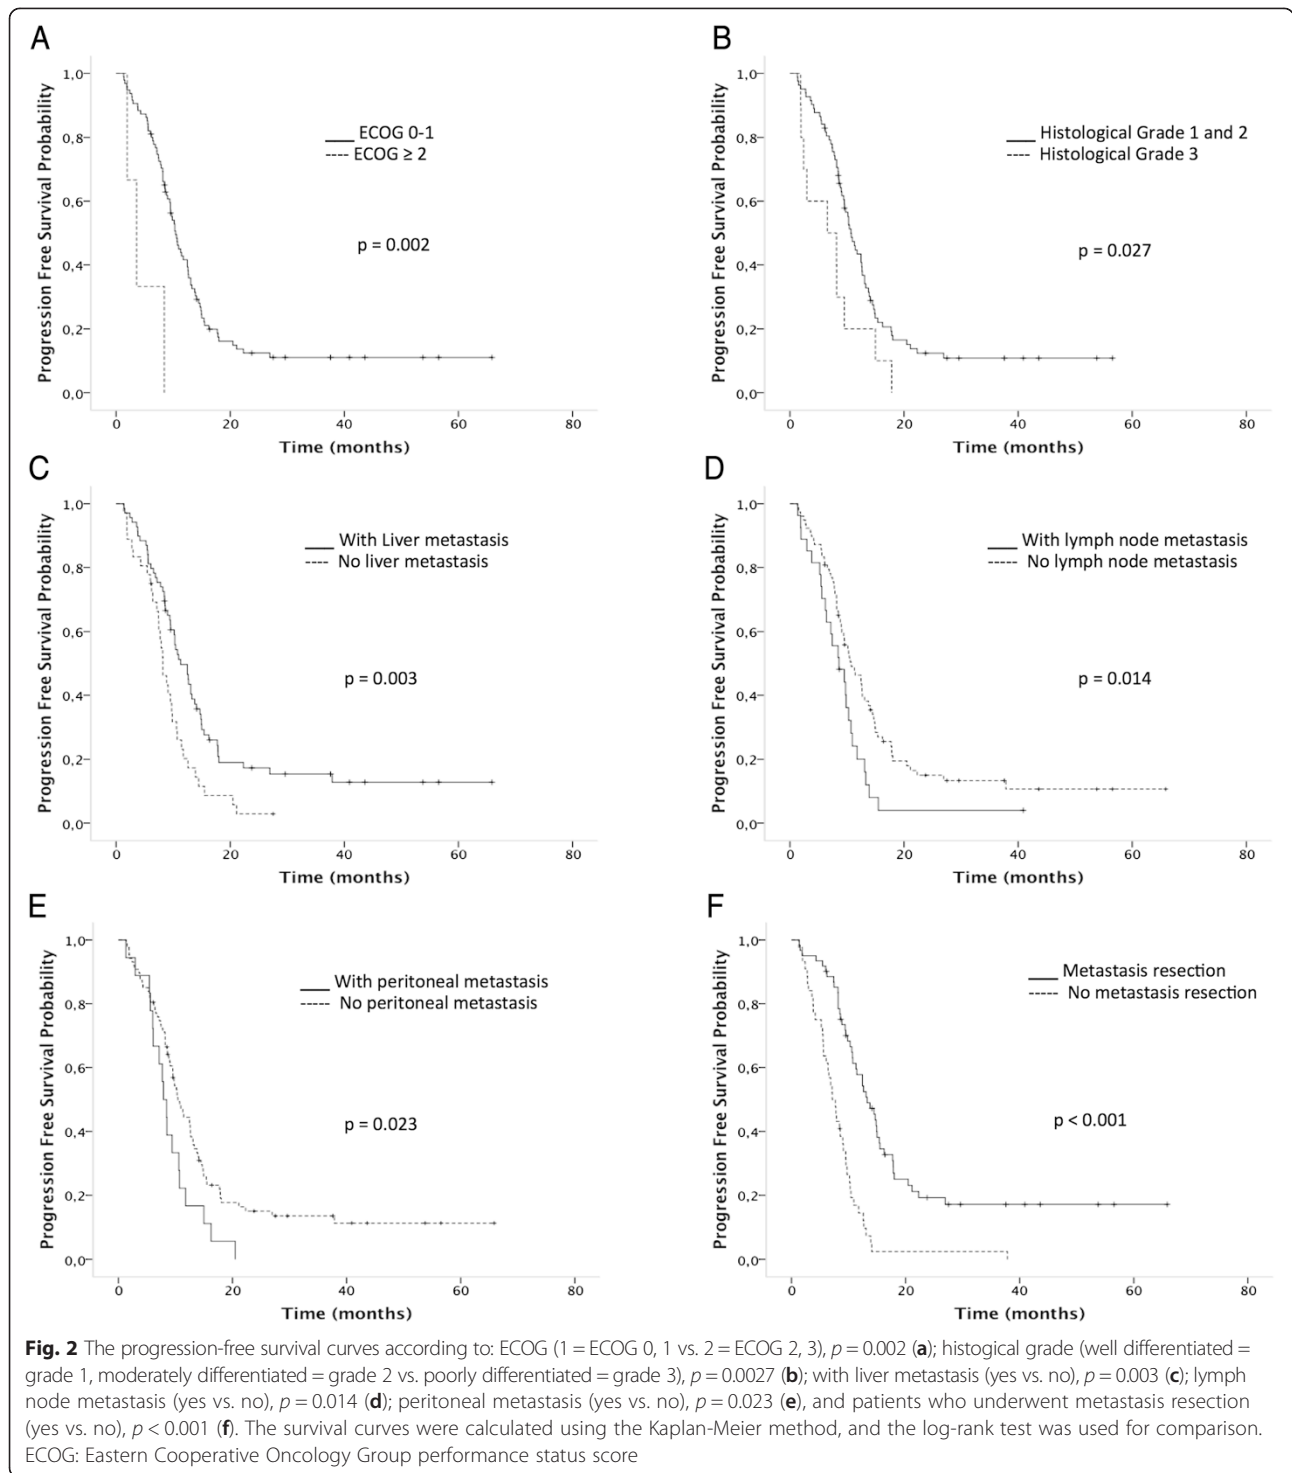 A
Progression Free Survival Probability
1,0
0,8
0,6
0,4
0,2
0,0
ECOG 0-1
ECOG ≥ 2
p = 0.002
0 20 40 60 80
Time (months)
B
Progression Free Survival Probability
1,0
0,8
0,6
0,4
0,2
0,0
Histological Grade 1 and 2
Histological Grade 3
p = 0.027
0 20 40 60 80
Time (months)
C
Progression Free Survival Probability
1,0
0,8
0,6
0,4
0,2
0,0
With Liver metastasis
No liver metastasis
p = 0.003
0 20 40 60 80
Time (months)
D
Progression Free Survival Probability
1,0
0,8
0,6
0,4
0,2
0,0
With lymph node metastasis
No lymph node metastasis
p = 0.014
0 20 40 60 80
Time (months)
E
Progression Free Survival Probability
1,0
0,8
0,6
0,4
0,2
0,0
With peritoneal metastasis
No peritoneal metastasis
p = 0.023
0 20 40 60 80
Time (months)
F
Progression Free Survival Probability
1,0
0,8
0,6
0,4
0,2
0,0
Metastasis resection
No metastasis resection
p < 0.001
0 20 40 60 80
Time (months)
Fig. 2 The progression-free survival curves according to: ECOG (1 = ECOG 0, 1 vs. 2 = ECOG 2, 3), p = 0.002 (a); histogical grade (well differentiated =
grade 1, moderately differentiated = grade 2 vs. poorly differentiated = grade 3), p = 0.0027 (b); with liver metastasis (yes vs. no), p = 0.003 (c); lymph
node metastasis (yes vs. no), p = 0.014 (d); peritoneal metastasis (yes vs. no), p = 0.023 (e), and patients who underwent metastasis resection
(yes vs. no), p < 0.001 (f). The survival curves were calculated using the Kaplan-Meier method, and the log-rank test was used for comparison.
ECOG: Eastern Cooperative Oncology Group performance status score